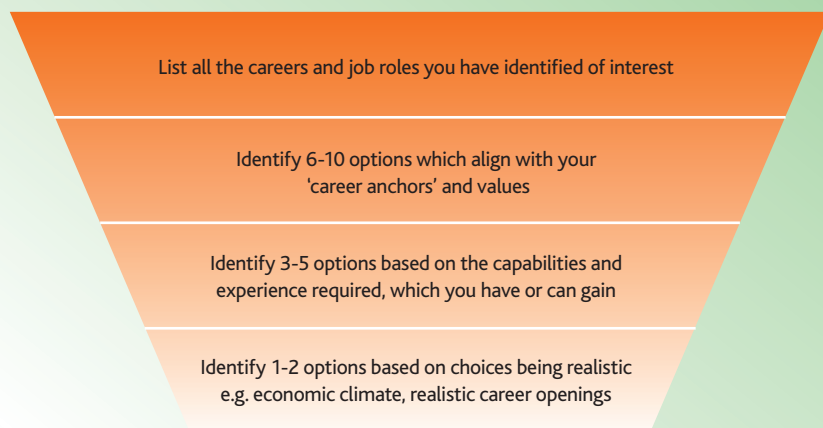 List all the careers and job roles you have identified of interest
Identify 6-10 options which align with your
‘career anchors’ and values
Identify 3-5 options based on the capabilities and
experience required, which you have or can gain
Identify 1-2 options based on choices being realistic
e.g. economic climate, realistic career openings